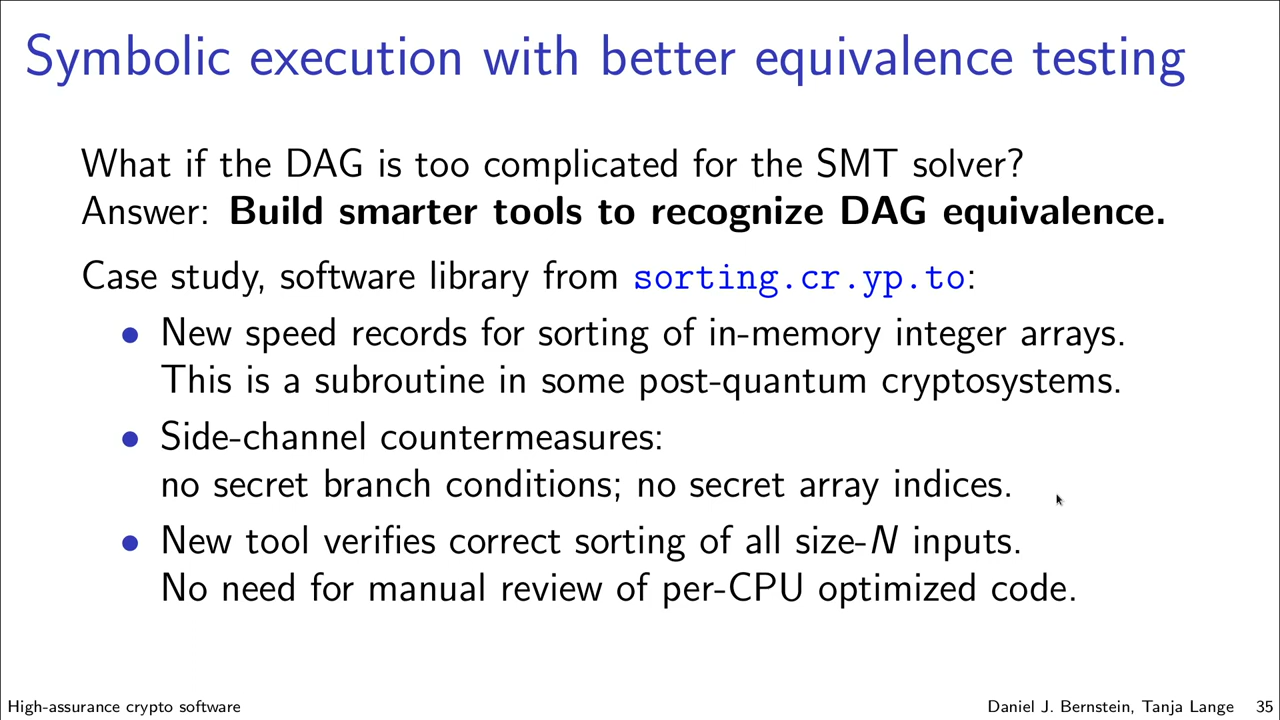 Symbolic execution with better equivalence testing
What if the DAG is too complicated for the SMT solver?
Answer: Build smarter tools to recognize DAG equivalence.
Case study, software library from sorting.cr.yp.to:
• New speed records for sorting of in-memory integer arrays.
This is a subroutine in some post-quantum cryptosystems.
• Side-channel countermeasures:
no secret branch conditions; no secret array indices.
• New tool verifies correct sorting of all size-N inputs.
No need for manual review of per-CPU optimized code.
High-assurance crypto software
Daniel J. Bernstein, Tanja Lange 35